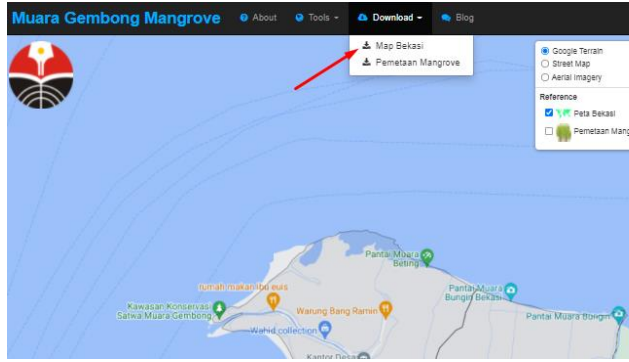 Muara Gembong Mangrove
About
Tools
Download
Blog
Map Bekasi
Pemetaan Mangrove
Google Terrain
Street Map
Aerial Imagery
Reference
Peta Bekasi
Pemetaan Mang
Pantai Muara
Beting
rumah makan ibu euis
Kawasan Konservasi
Satwa Muara Gembong
Warung Bang Ramin
Pantai Muara
Bungin Bekasi
Pantai Muara Bungin
Wahid collection
Kantor Desa